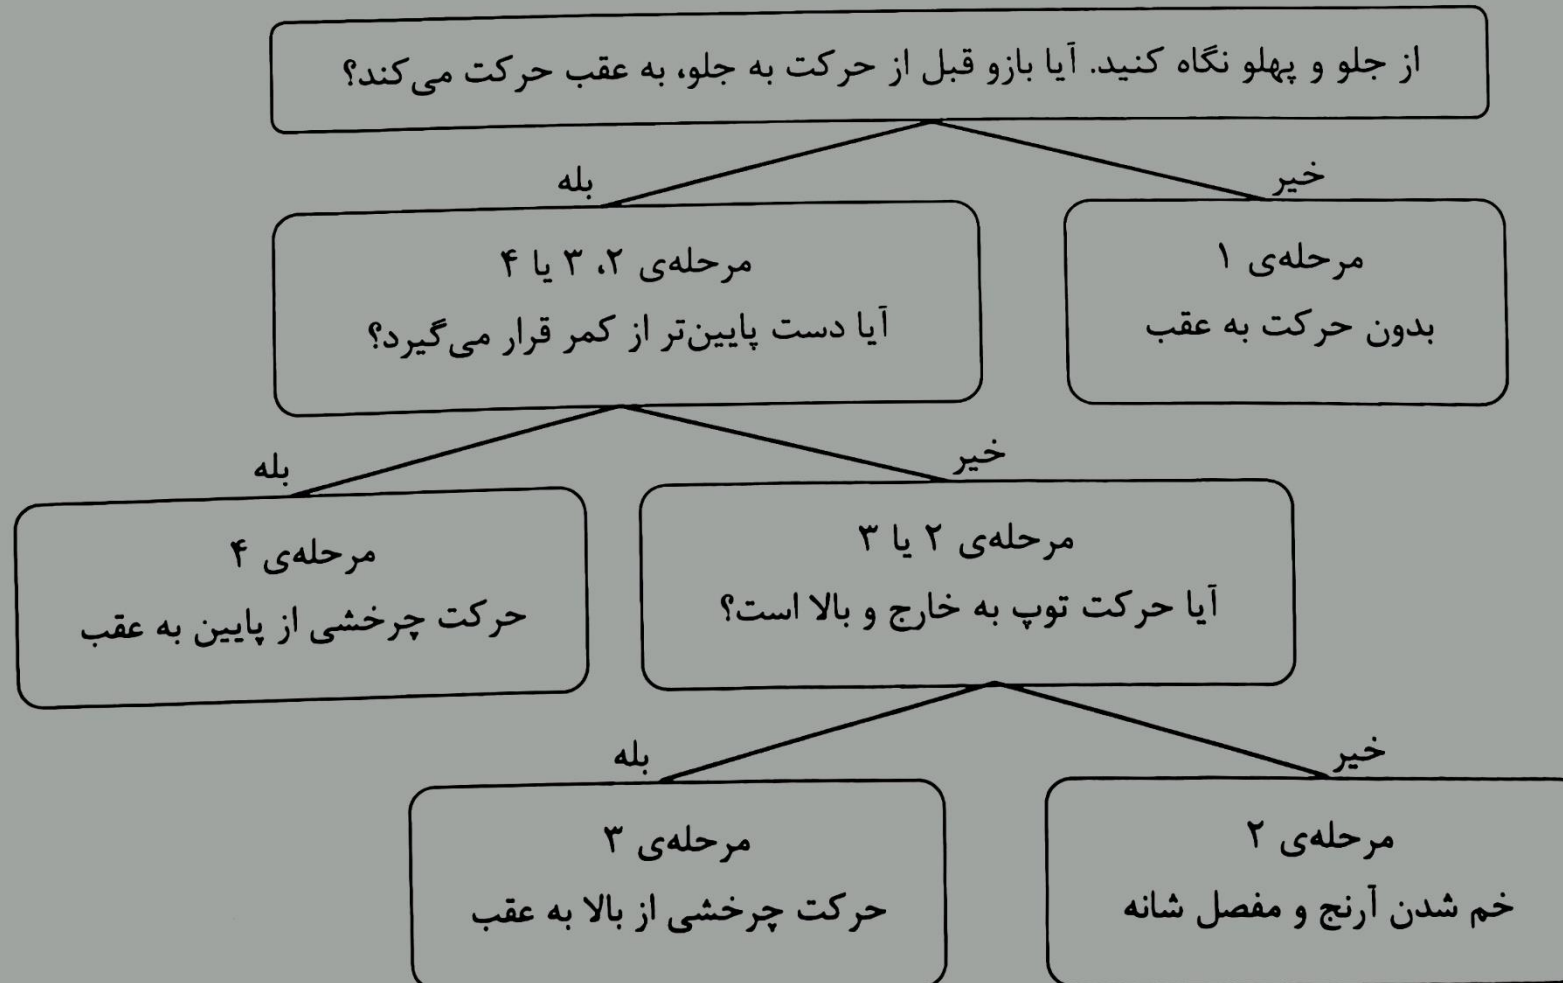 از جلو و پهلو نگاه کنید. آیا بازو قبل از حرکت به جلو، به عقب حرکت می‌کند؟
خیر
بله
مرحله‌ی ۱
بدون حرکت به عقب
مرحله‌ی ۲، ۳ یا ۴
آیا دست پایین‌تر از کمر قرار می‌گیرد؟
خیر
بله
مرحله‌ی ۲ یا ۳
آیا حرکت توپ به خارج و بالا است؟
مرحله‌ی ۴
حرکت چرخشی از پایین به عقب
خیر
بله
مرحله‌ی ۲
خم شدن آرنج و مفصل شانه
مرحله‌ی ۳
حرکت چرخشی از بالا به عقب